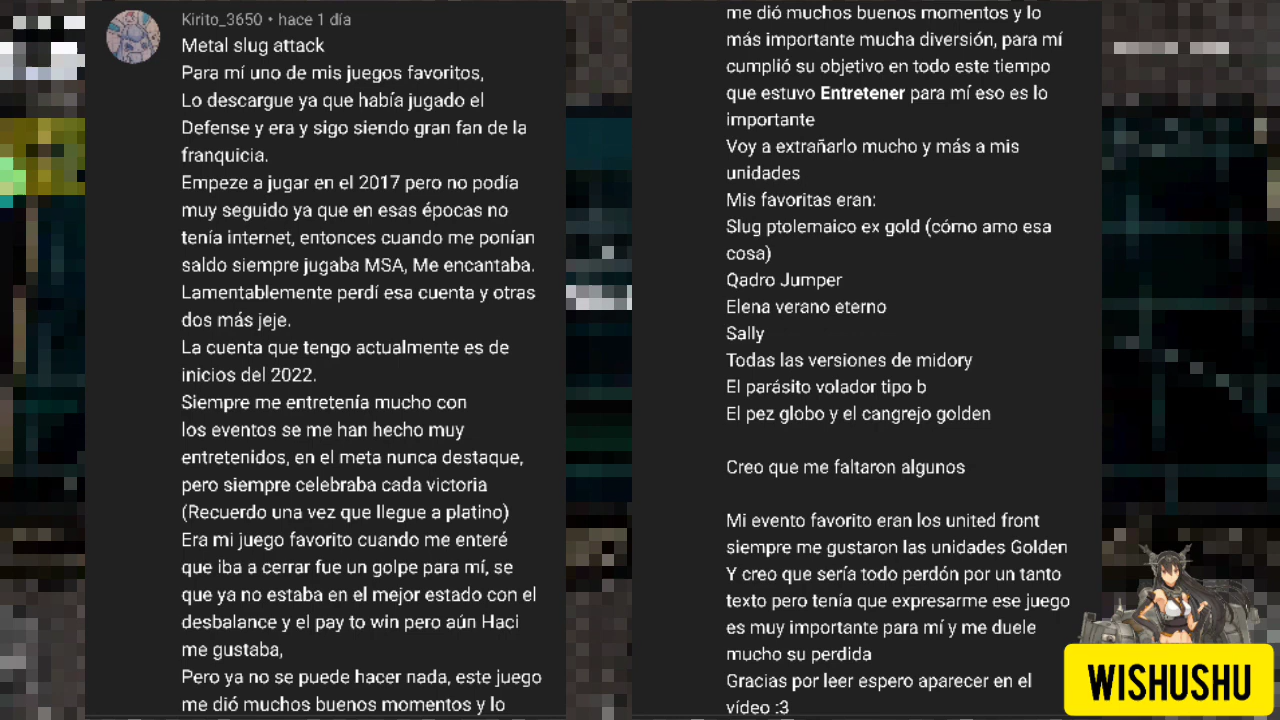 Kirito_3650 • hace 1 día
Metal slug attack
Para mí uno de mis juegos favoritos,
Lo descargue ya que había jugado el
Defense y era y sigo siendo gran fan de la
franquicia.
Empeze a jugar en el 2017 pero no podía
muy seguido ya que en esas épocas no
tenía internet, entonces cuando me ponían
saldo siempre jugaba MSA, Me encantaba.
Lamentablemente perdí esa cuenta y otras
dos más jeje.
La cuenta que tengo actualmente es de
inicios del 2022.
Siempre me entretenía mucho con
los eventos se me han hecho muy
entretenidos, en el meta nunca destaque,
pero siempre celebraba cada victoria
(Recuerdo una vez que llegue a platino)
Era mi juego favorito cuando me enteré
que iba a cerrar fue un golpe para mí, se
que ya no estaba en el mejor estado con el
desbalance y el pay to win pero aún Haci
me gustaba,
Pero ya no se puede hacer nada, este juego
me dió muchos buenos momentos y lo
me dió muchos buenos momentos y lo
más importante mucha diversión, para mí
cumplió su objetivo en todo este tiempo
que estuvo Entretener para mí eso es lo
importante
Voy a extrañarlo mucho y más a mis
unidades
Mis favoritas eran:
Slug ptolemaico ex gold (cómo amo esa
cosa)
Qadro Jumper
Elena verano eterno
Sally
Todas las versiones de midory
El parásito volador tipo b
El pez globo y el cangrejo golden
Creo que me faltaron algunos
Mi evento favorito eran los united front
siempre me gustaron las unidades Golden
Y creo que sería todo perdón por un tanto
texto pero tenía que expresarme ese juego
es muy importante para mí y me duele
mucho su perdida
Gracias por leer espero aparecer en el
vídeo :3
WISHUSHU